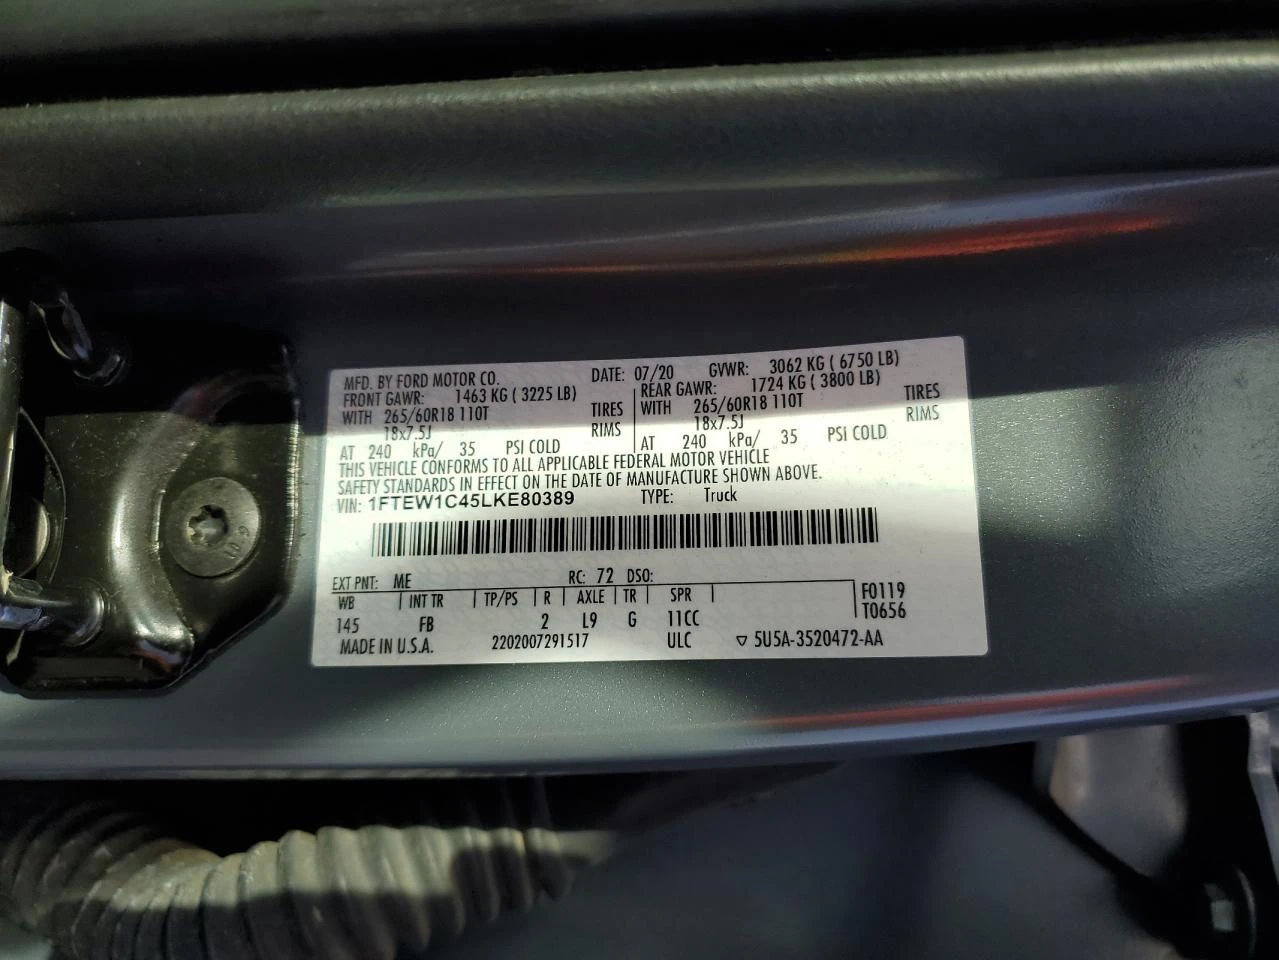 MFD. BY FORD MOTOR CO. DATE: 07/20 GVWR: 3062 KG ( 6750 LB)
FRONT GAWR: 1463 KG ( 3225 LB) REAR GAWR: 1724 KG ( 3800 LB)
WITH 265/60R18 110T TIRES WITH 265/60R18 110T TIRES
18x7.5J RIMS 18x7.5J RIMS
AT 240 kPa/ 35 PSI COLD AT 240 kPa/ 35 PSI COLD
THIS VEHICLE CONFORMS TO ALL APPLICABLE FEDERAL MOTOR VEHICLE
SAFETY STANDARDS IN EFFECT ON THE DATE OF MANUFACTURE SHOWN ABOVE.
VIN: 1FTEW1C45LKE80389 TYPE: Truck
EXT PNT: ME RC: 72 DSO:
WB INT TR TP/PS R AXLE TR SPR F0119
145 FB 2 L9 G 11CC T0656
MADE IN U.S.A. 2202007291517 ULC ▽ 5U5A-3520472-AA